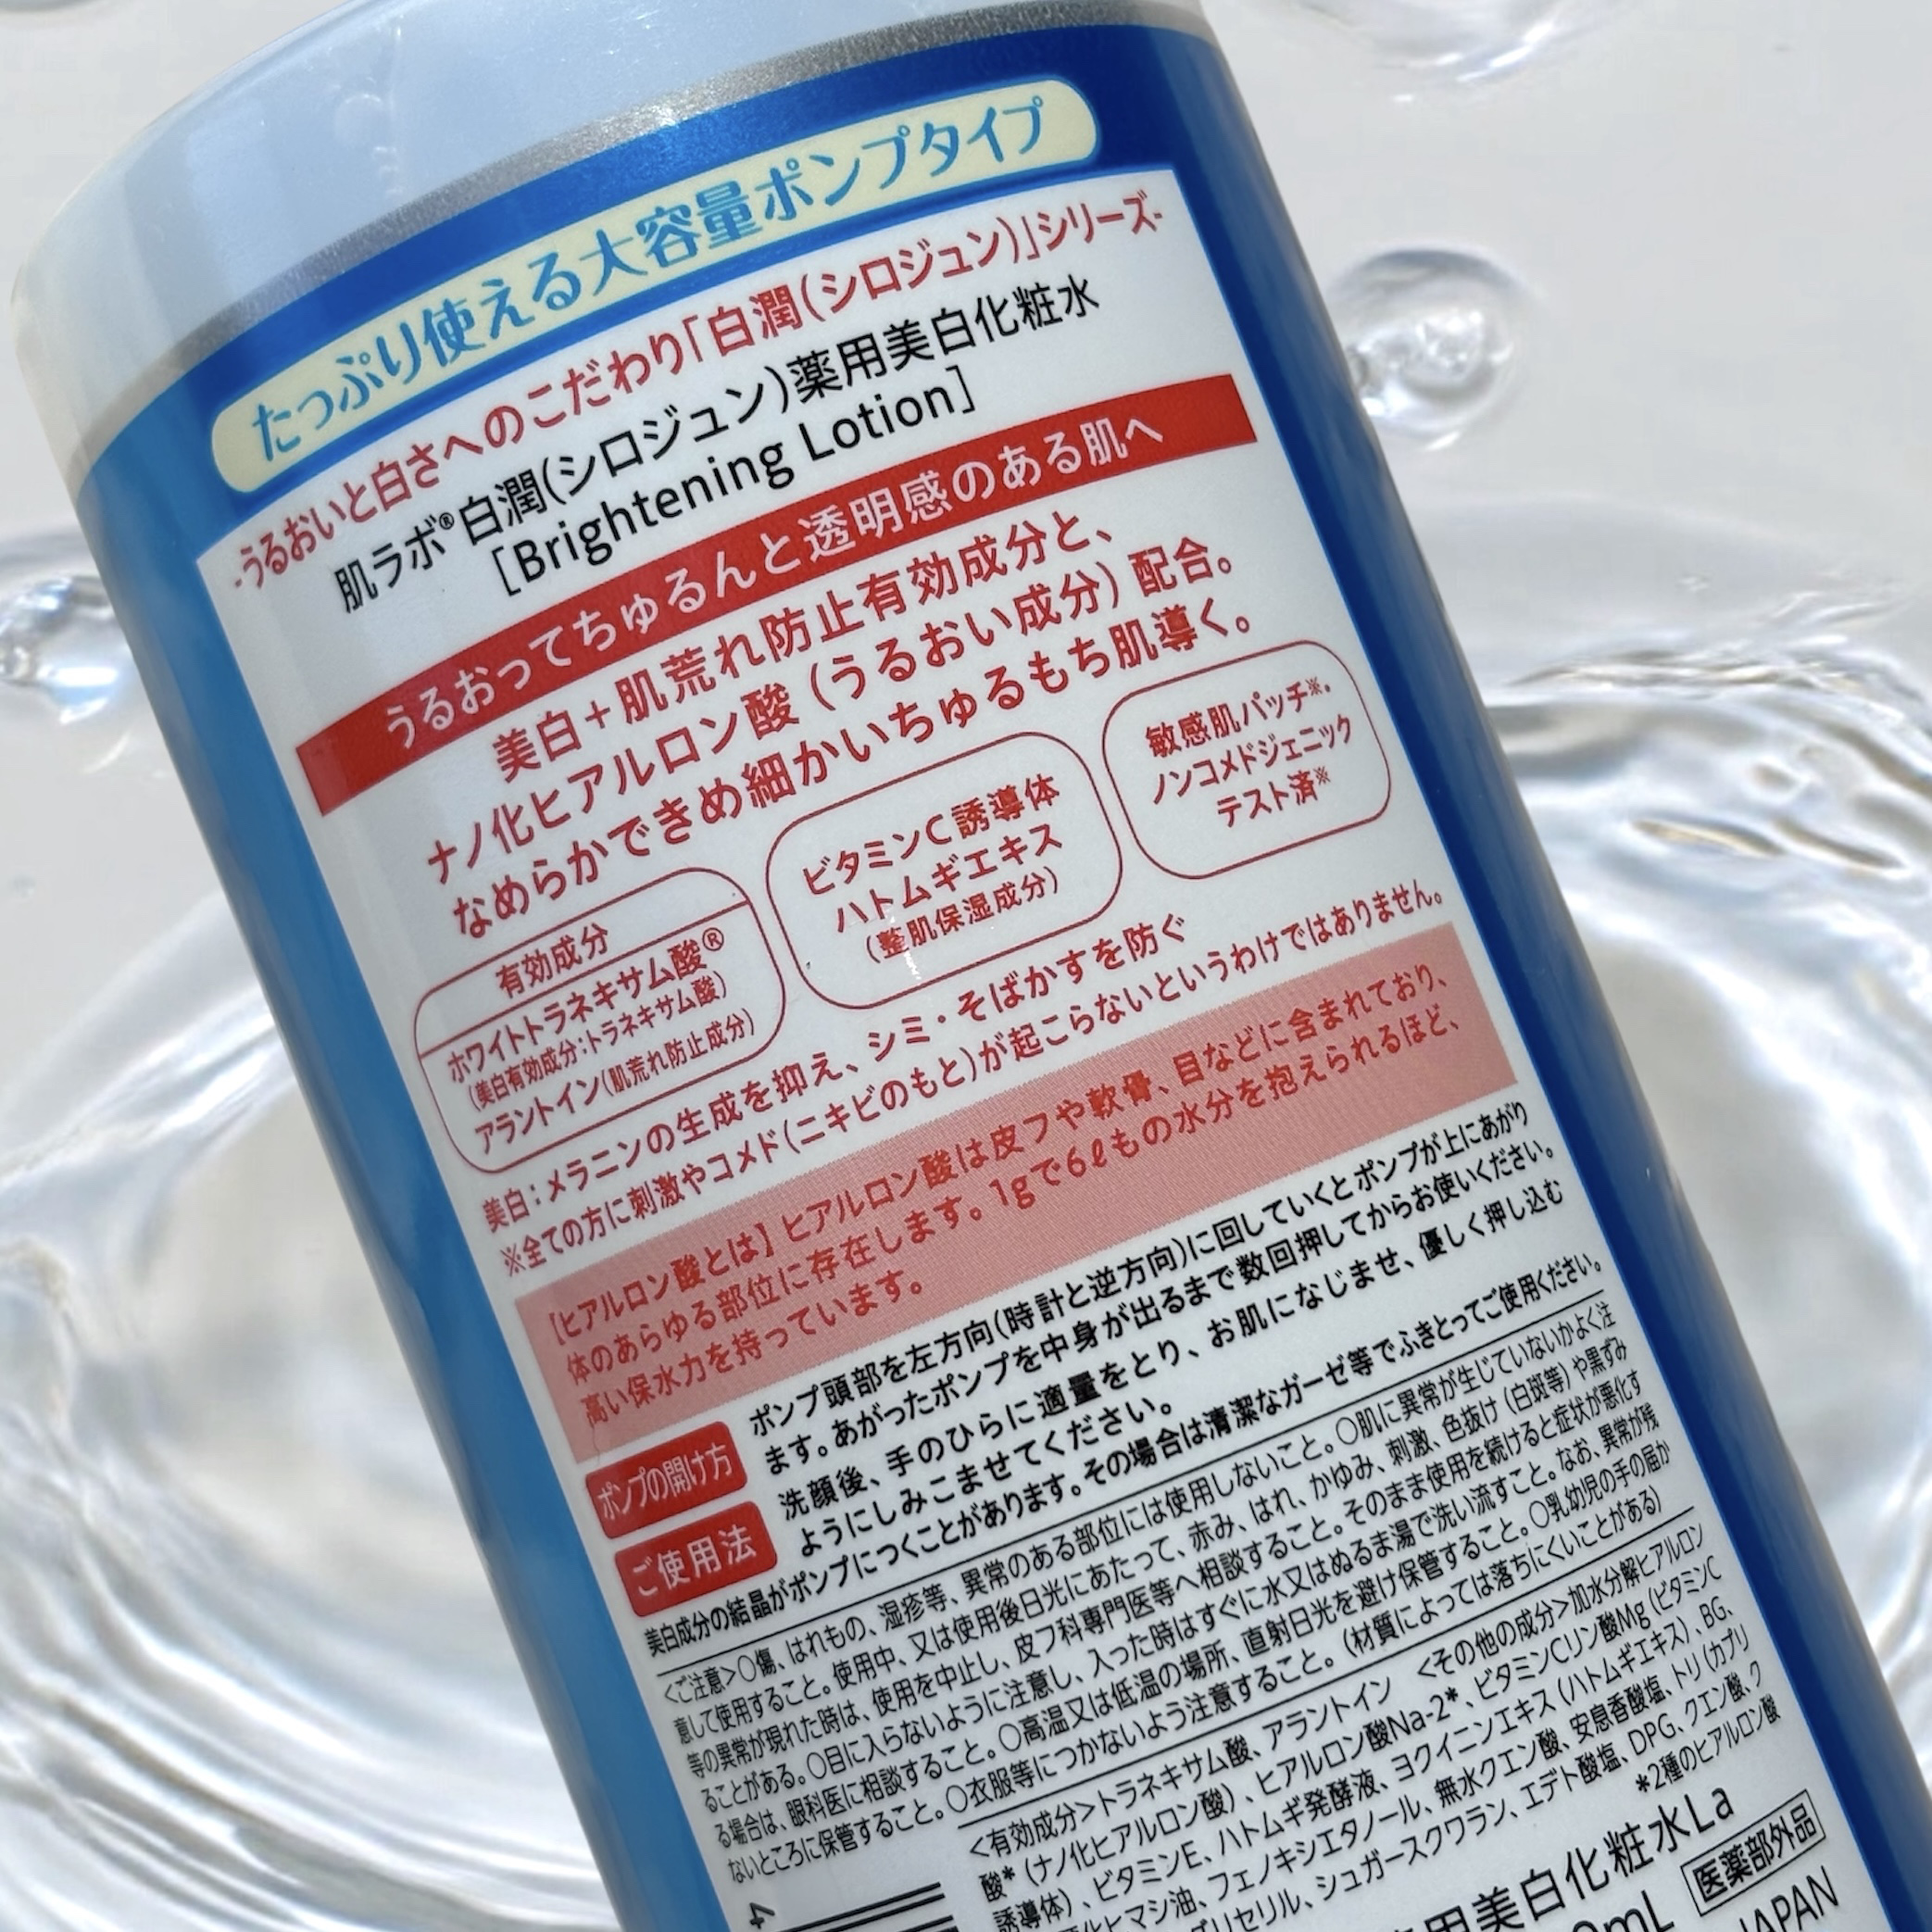 たっぷり使える大容量ポンプタイプ
-うるおいと白さへのこだわり「白潤(シロジュン)」シリーズ-
肌ラボ®白潤(シロジュン)薬用美白化粧水
[Brightening Lotion]
うるおってちゅるんと透明感のある肌へ
美白+肌荒れ防止有効成分と、
ナノ化ヒアルロン酸(うるおい成分)配合。
なめらかできめ細かいちゅるもち肌導く。
有効成分
ホワイトトラネキサム酸®
(美白有効成分:トラネキサム酸)
アラントイン(肌荒れ防止成分)
ビタミンC誘導体
ハトムギエキス
(整肌保湿成分)
敏感肌パッチ※・
ノンコメドジェニック
テスト済※
美白:メラニンの生成を抑え、シミ・そばかすを防ぐ
※全ての方に刺激やコメド(ニキビのもと)が起こらないというわけではありません。
【ヒアルロン酸とは】ヒアルロン酸は皮フや軟骨、目などに含まれており、
体のあらゆる部位に存在します。1gで6ℓもの水分を抱えられるほど、
高い保水力を持っています。
ポンプの開け方
ポンプ頭部を左方向(時計と逆方向)に回していくとポンプが上にあがり
ます。あがったポンプを中身が出るまで数回押してからお使いください。
ご使用法
洗顔後、手のひらに適量をとり、お肌になじませ、優しく押し込む
ようにしみこませてください。
美白成分の結晶がポンプにつくことがあります。その場合は清潔なガーゼ等でふきとってご使用ください。
<ご注意>○傷、はれもの、湿疹等、異常のある部位には使用しないこと。○肌に異常が生じていないかよく注
意して使用すること。使用中、又は使用後日光にあたって、赤み、はれ、かゆみ、刺激、色抜け(白斑等)や黒ずみ
等の異常が現れた時は、使用を中止し、皮フ科専門医等へ相談すること。そのまま使用を続けると症状が悪化す
ることがある。○目に入らないように注意し、入った時はすぐに水又はぬるま湯で洗い流すこと。なお、異常が残
る場合は、眼科医に相談すること。○高温又は低温の場所、直射日光を避け保管すること。○乳幼児の手の届か
ないところに保管すること。○衣服等につかないよう注意すること。(材質によっては落ちにくいことがある)
<有効成分>トラネキサム酸、アラントイン <その他の成分>加水分解ヒアルロン
酸*(ナノ化ヒアルロン酸)、ヒアルロン酸Na-2*、ビタミンCリン酸Mg(ビタミンC
誘導体)、ビタミンE、ハトムギ発酵液、ヨクイニンエキス(ハトムギエキス)、BG、
ヒマシ油、フェノキシエタノール、無水クエン酸、安息香酸塩、トリ(カプリ
グリセリル、シュガースクワラン、エデト酸塩、DPG、クエン酸、ク
*2種のヒアルロン酸
用美白化粧水La
mL 医薬部外品
JAPAN
4